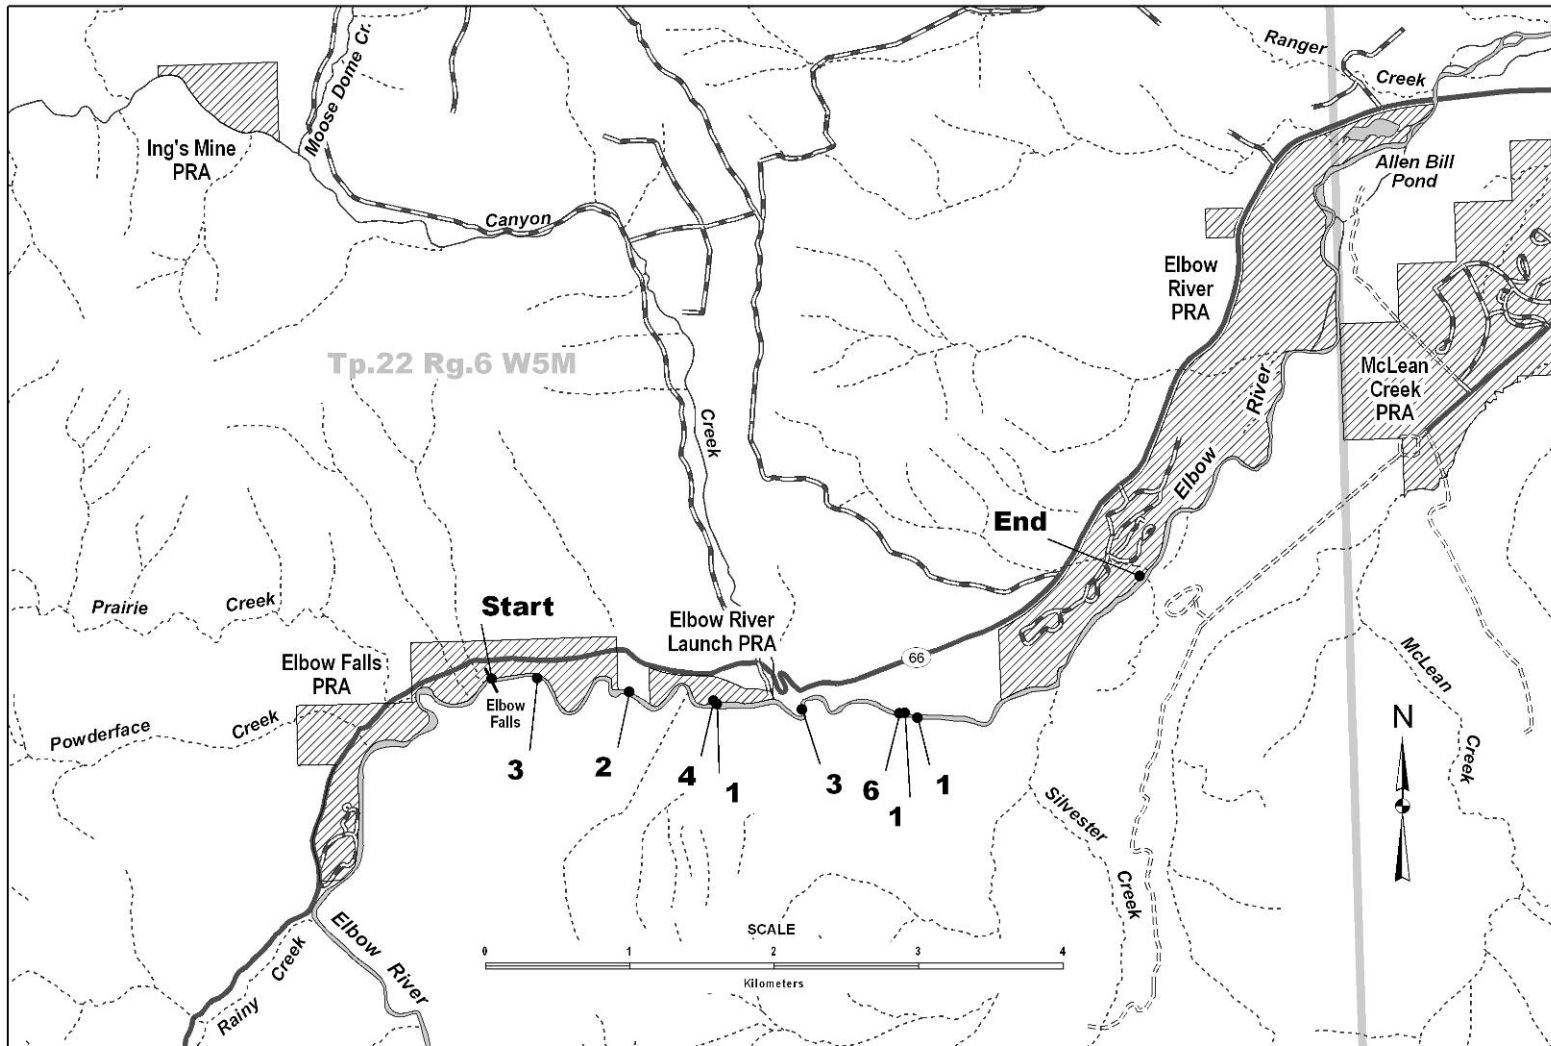 Ranger
Creek
Moose Dome Cr.
Ing's Mine
PRA
Allen Bill
Pond
Canyon
Elbow
River
PRA
Tp.22 Rg.6 W5M
McLean
Creek
PRA
River
Creek
Elbow
End
Prairie
Creek
Start
Elbow River
Launch PRA
66
Elbow Falls
PRA
McLean
Creek
Elbow
Falls
Powderface
Creek
N
3
2
4
1
3
6
1
1
Silvester
Creek
Elbow
River
Rainy
Creek
SCALE
0 1 2 3 4
Kilometers